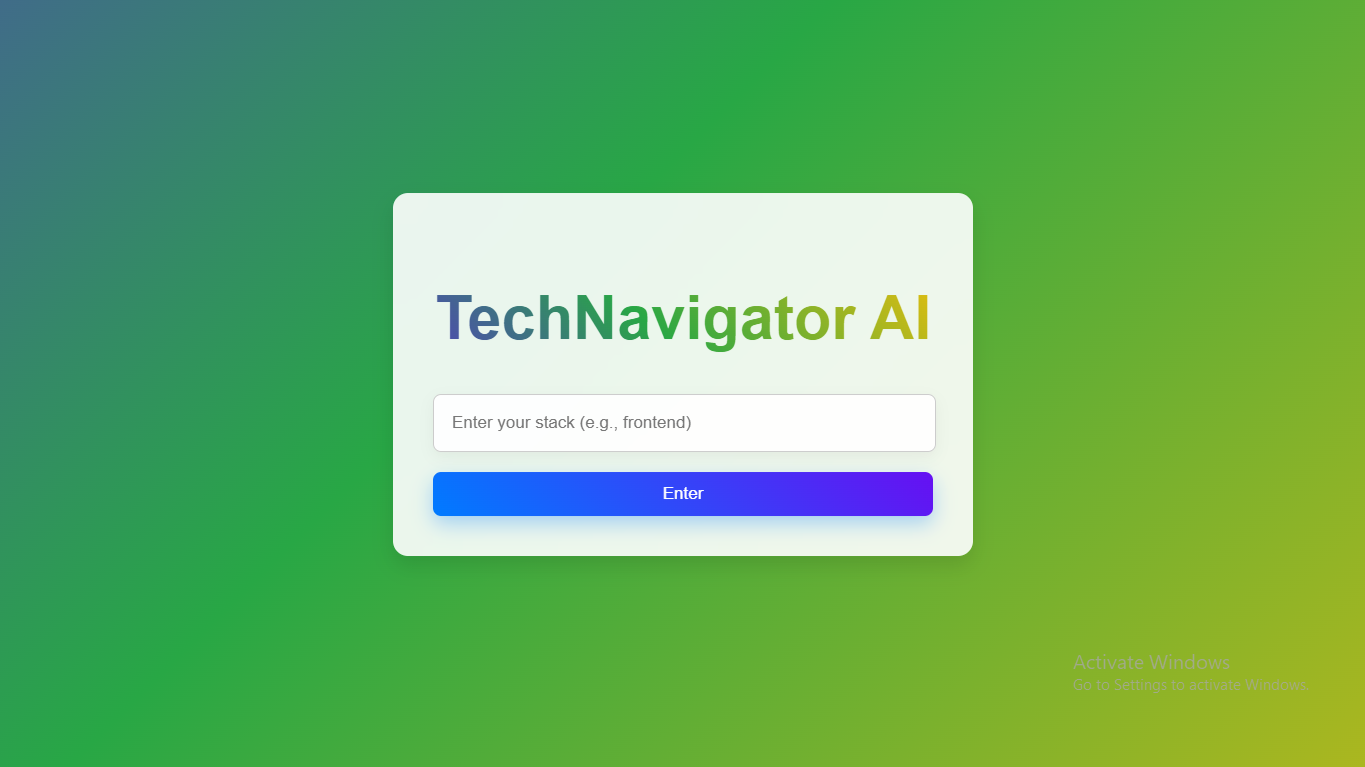 TechNavigator AI
Enter your stack (e.g., frontend)
Enter
Activate Windows
Go to Settings to activate Windows.